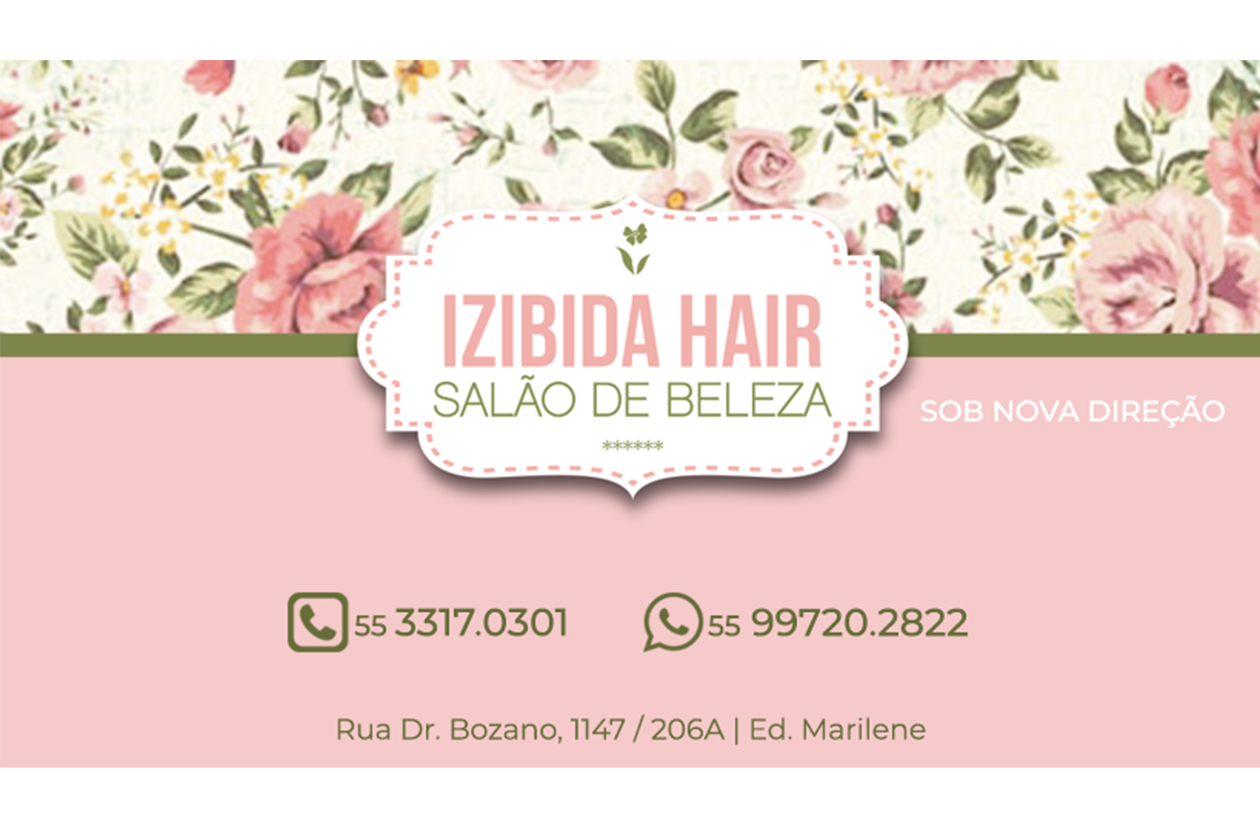 IZIBIDA HAIR
SALÃO DE BELEZA
******
SOB NOVA DIREÇÃO
55 3317.0301
55 99720.2822
Rua Dr. Bozano, 1147 / 206A | Ed. Marilene